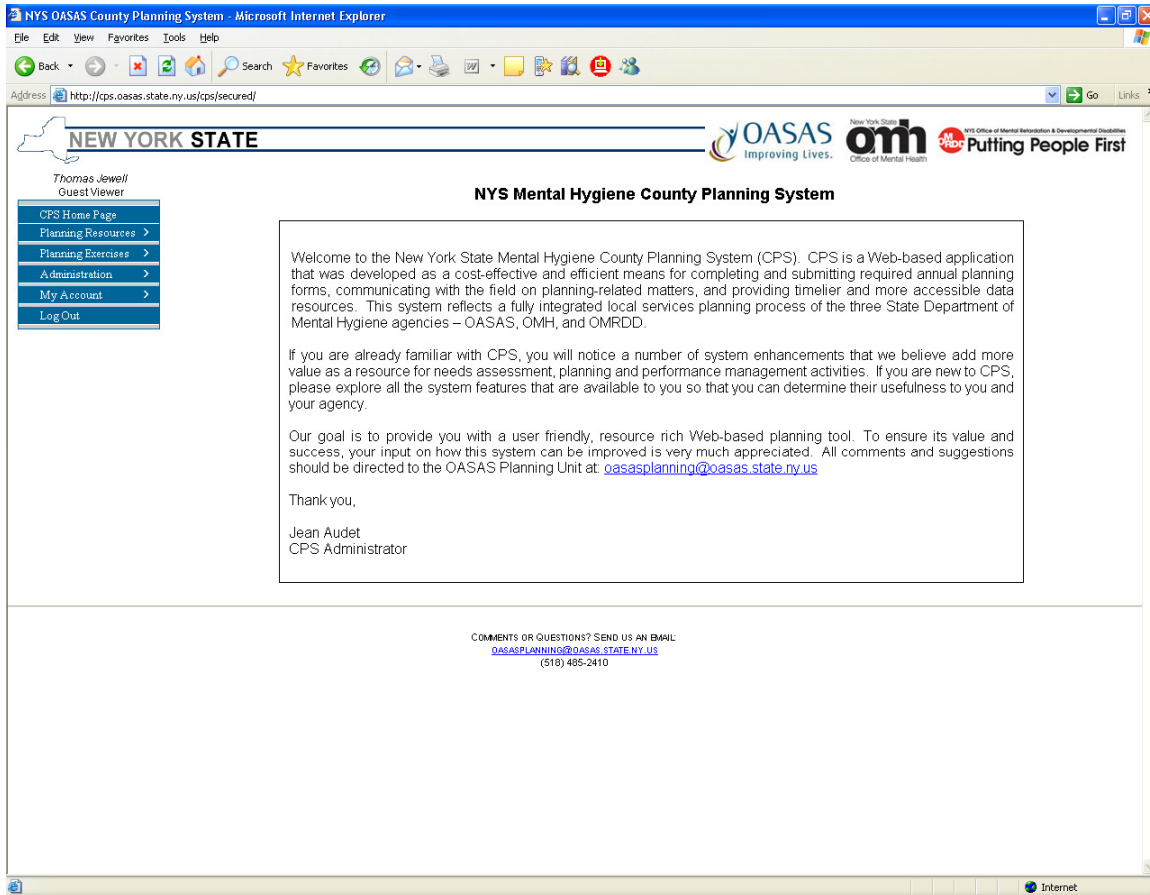 NYS OASAS County Planning System - Microsoft Internet Explorer
File Edit View Favorites Tools Help
Back Search Favorites
Address http://cps.oasas.state.ny.us/cps/secured/ Go Links
NEW YORK STATE
OASAS
Improving Lives.
New York State
omh
Office of Mental Health
NYS Office of Mental Retardation & Developmental Disabilities
Putting People First
Thomas Jewell
Guest Viewer
CPS Home Page
Planning Resources >
Planning Exercises >
Administration >
My Account >
Log Out
NYS Mental Hygiene County Planning System
Welcome to the New York State Mental Hygiene County Planning System (CPS). CPS is a Web-based application
that was developed as a cost-effective and efficient means for completing and submitting required annual planning
forms, communicating with the field on planning-related matters, and providing timelier and more accessible data
resources. This system reflects a fully integrated local services planning process of the three State Department of
Mental Hygiene agencies – OASAS, OMH, and OMRDD.
If you are already familiar with CPS, you will notice a number of system enhancements that we believe add more
value as a resource for needs assessment, planning and performance management activities. If you are new to CPS,
please explore all the system features that are available to you so that you can determine their usefulness to you and
your agency.
Our goal is to provide you with a user friendly, resource rich Web-based planning tool. To ensure its value and
success, your input on how this system can be improved is very much appreciated. All comments and suggestions
should be directed to the OASAS Planning Unit at: oasasplanning@oasas.state.ny.us
Thank you,
Jean Audet
CPS Administrator
COMMENTS OR QUESTIONS? SEND US AN EMAIL:
OASASPLANNING@OASAS.STATE.NY.US
(518) 485-2410
Internet